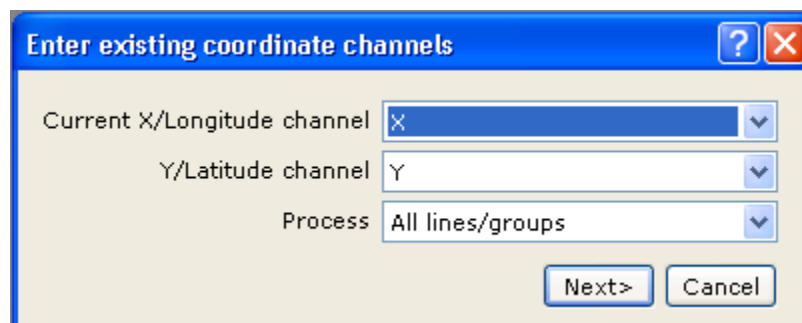 Enter existing coordinate channels ?
Current X/Longitude channel X
Y/Latitude channel Y
Process All lines/groups
Next> Cancel